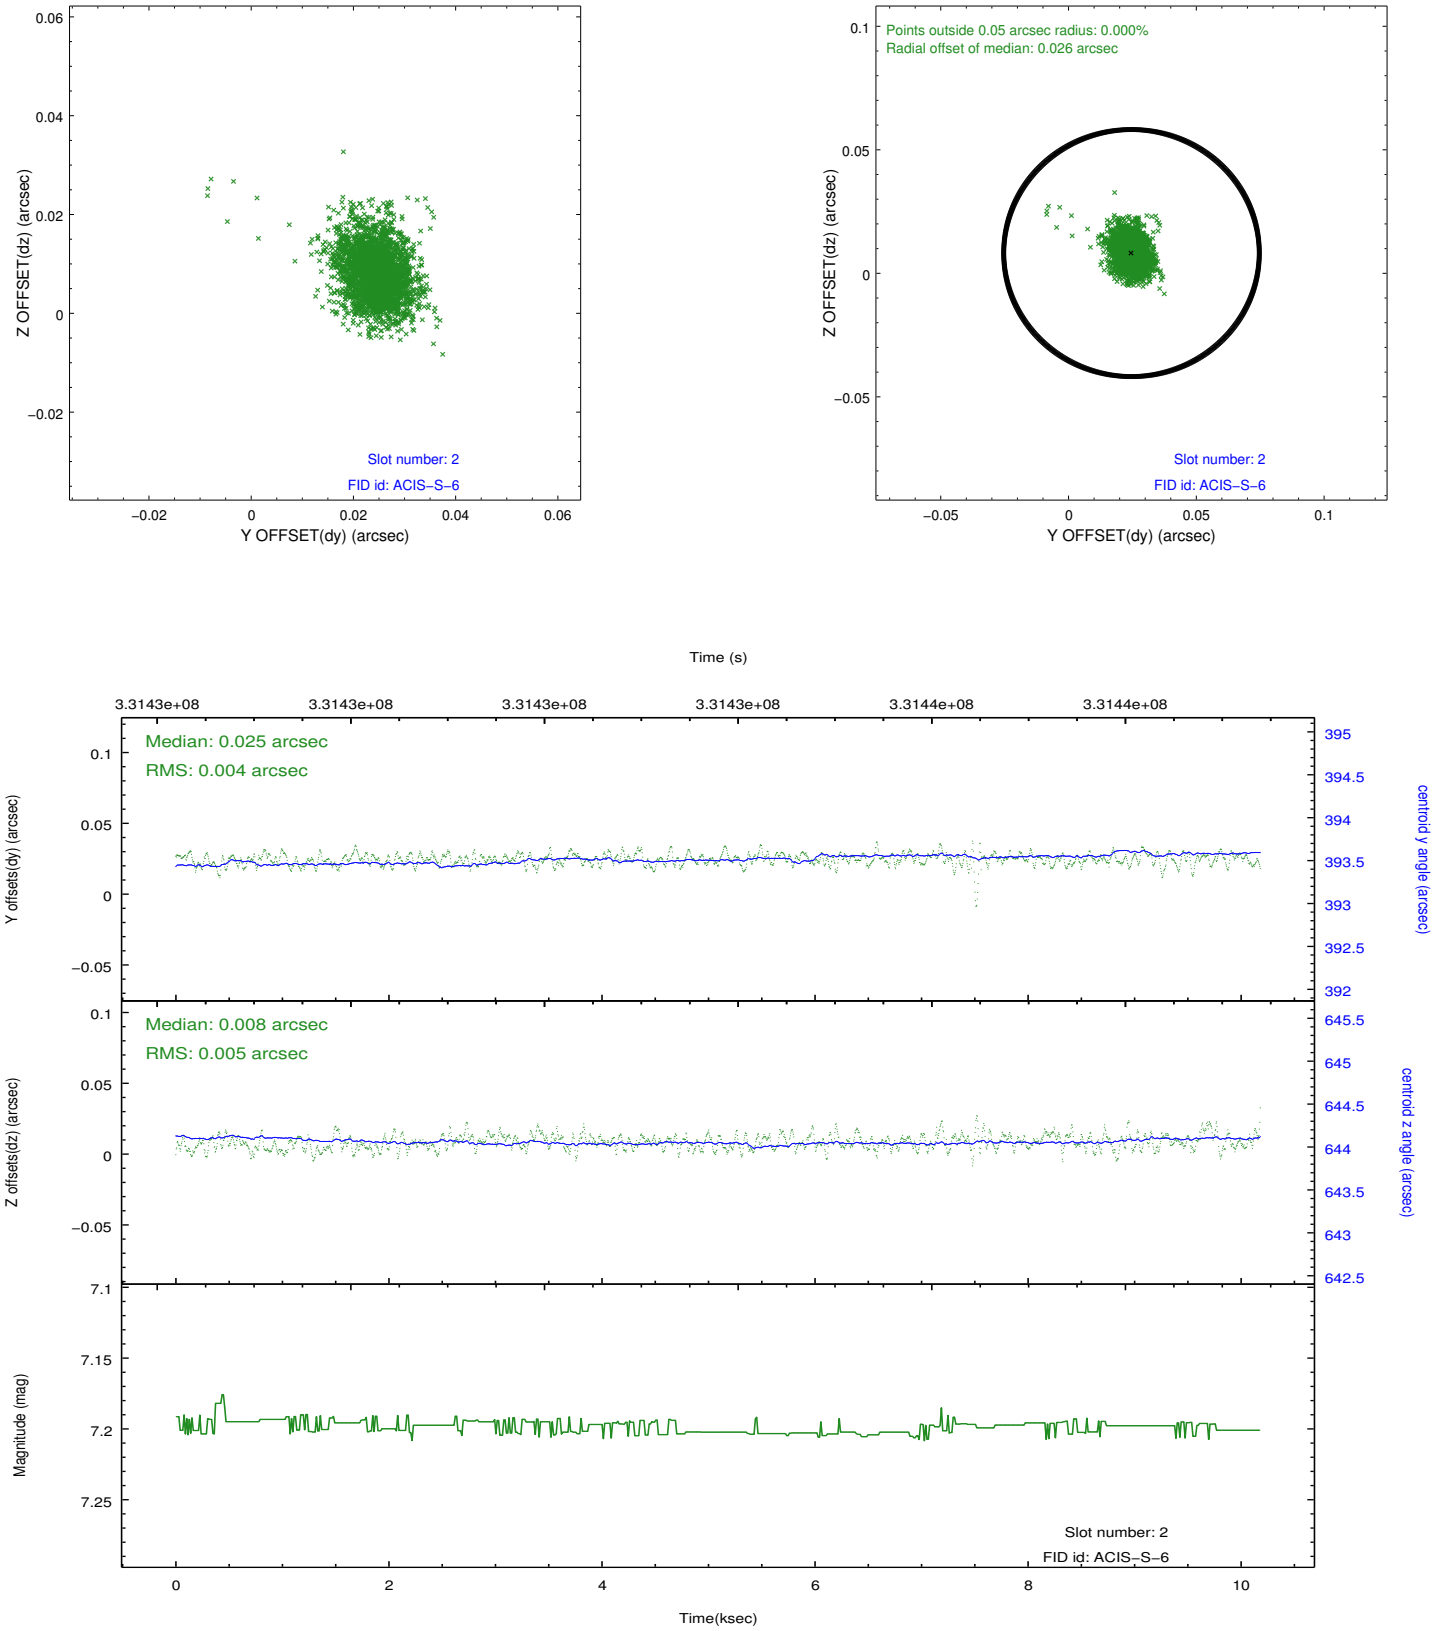 0.06
0.04
0.02
0
−0.02
Z OFFSET(dz) (arcsec)
Slot number: 2
FID id: ACIS−S−6
−0.02 0 0.02 0.04 0.06
Y OFFSET(dy) (arcsec)
Points outside 0.05 arcsec radius: 0.000%
Radial offset of median: 0.026 arcsec
0.1
0.05
0
−0.05
Z OFFSET(dz) (arcsec)
Slot number: 2
FID id: ACIS−S−6
−0.05 0 0.05 0.1
Y OFFSET(dy) (arcsec)
Time (s)
3.3143e+08 3.3143e+08 3.3143e+08 3.3143e+08 3.3144e+08 3.3144e+08
Median: 0.025 arcsec
RMS: 0.004 arcsec
0.1
0.05
0
−0.05
Y offsets(dy) (arcsec)
395
394.5
394
393.5
393
392.5
392
centroid y angle (arcsec)
Median: 0.008 arcsec
RMS: 0.005 arcsec
0.1
0.05
0
−0.05
Z offsets(dz) (arcsec)
645.5
645
644.5
644
643.5
643
642.5
centroid z angle (arcsec)
7.1
7.15
7.2
7.25
Magnitude (mag)
Slot number: 2
FID id: ACIS−S−6
0 2 4 6 8 10
Time(ksec)